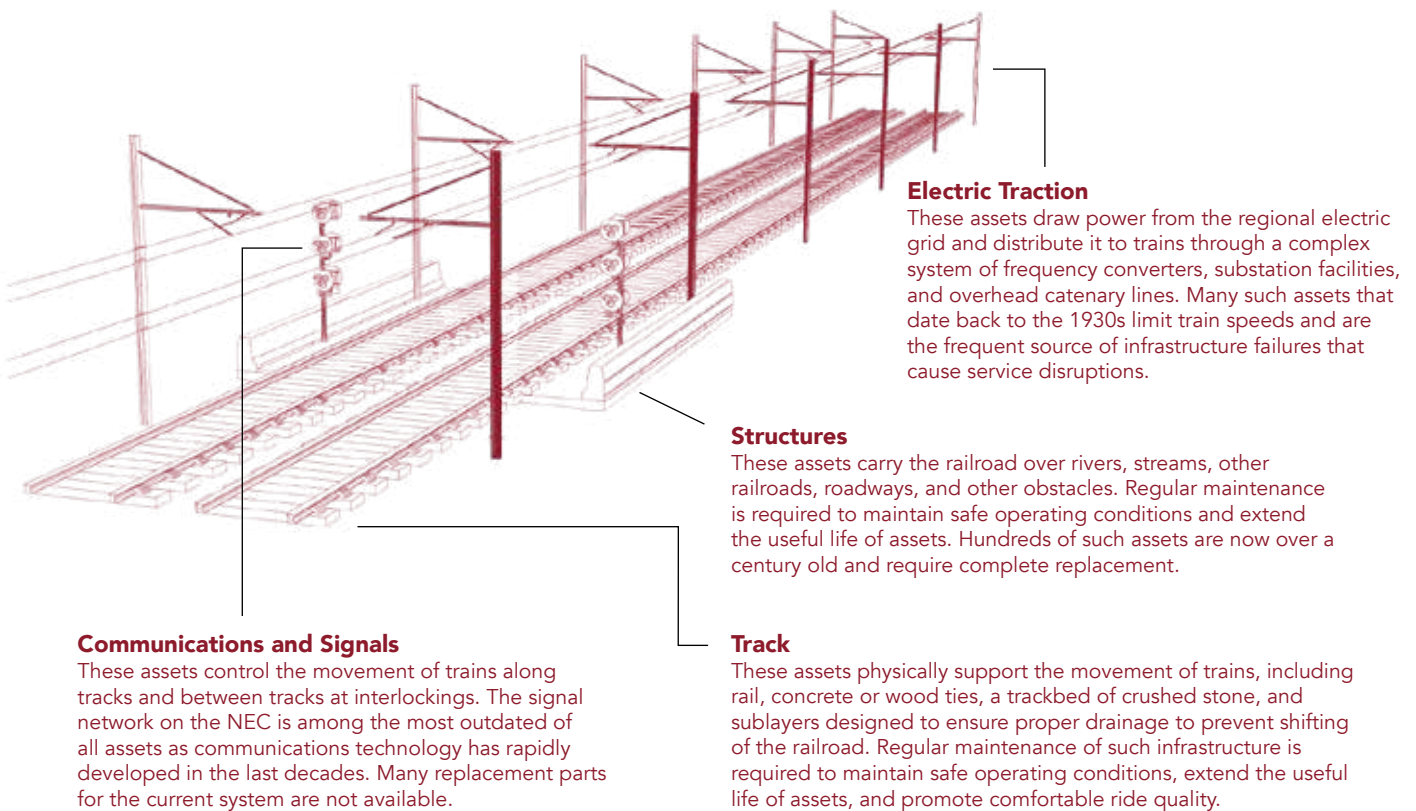 Electric Traction
These assets draw power from the regional electric
grid and distribute it to trains through a complex
system of frequency converters, substation facilities,
and overhead catenary lines. Many such assets that
date back to the 1930s limit train speeds and are
the frequent source of infrastructure failures that
cause service disruptions.
Structures
These assets carry the railroad over rivers, streams, other
railroads, roadways, and other obstacles. Regular maintenance
is required to maintain safe operating conditions and extend
the useful life of assets. Hundreds of such assets are now over a
century old and require complete replacement.
Communications and Signals
These assets control the movement of trains along
tracks and between tracks at interlockings. The signal
network on the NEC is among the most outdated of
all assets as communications technology has rapidly
developed in the last decades. Many replacement parts
for the current system are not available.
Track
These assets physically support the movement of trains, including
rail, concrete or wood ties, a trackbed of crushed stone, and
sublayers designed to ensure proper drainage to prevent shifting
of the railroad. Regular maintenance of such infrastructure is
required to maintain safe operating conditions, extend the useful
life of assets, and promote comfortable ride quality.